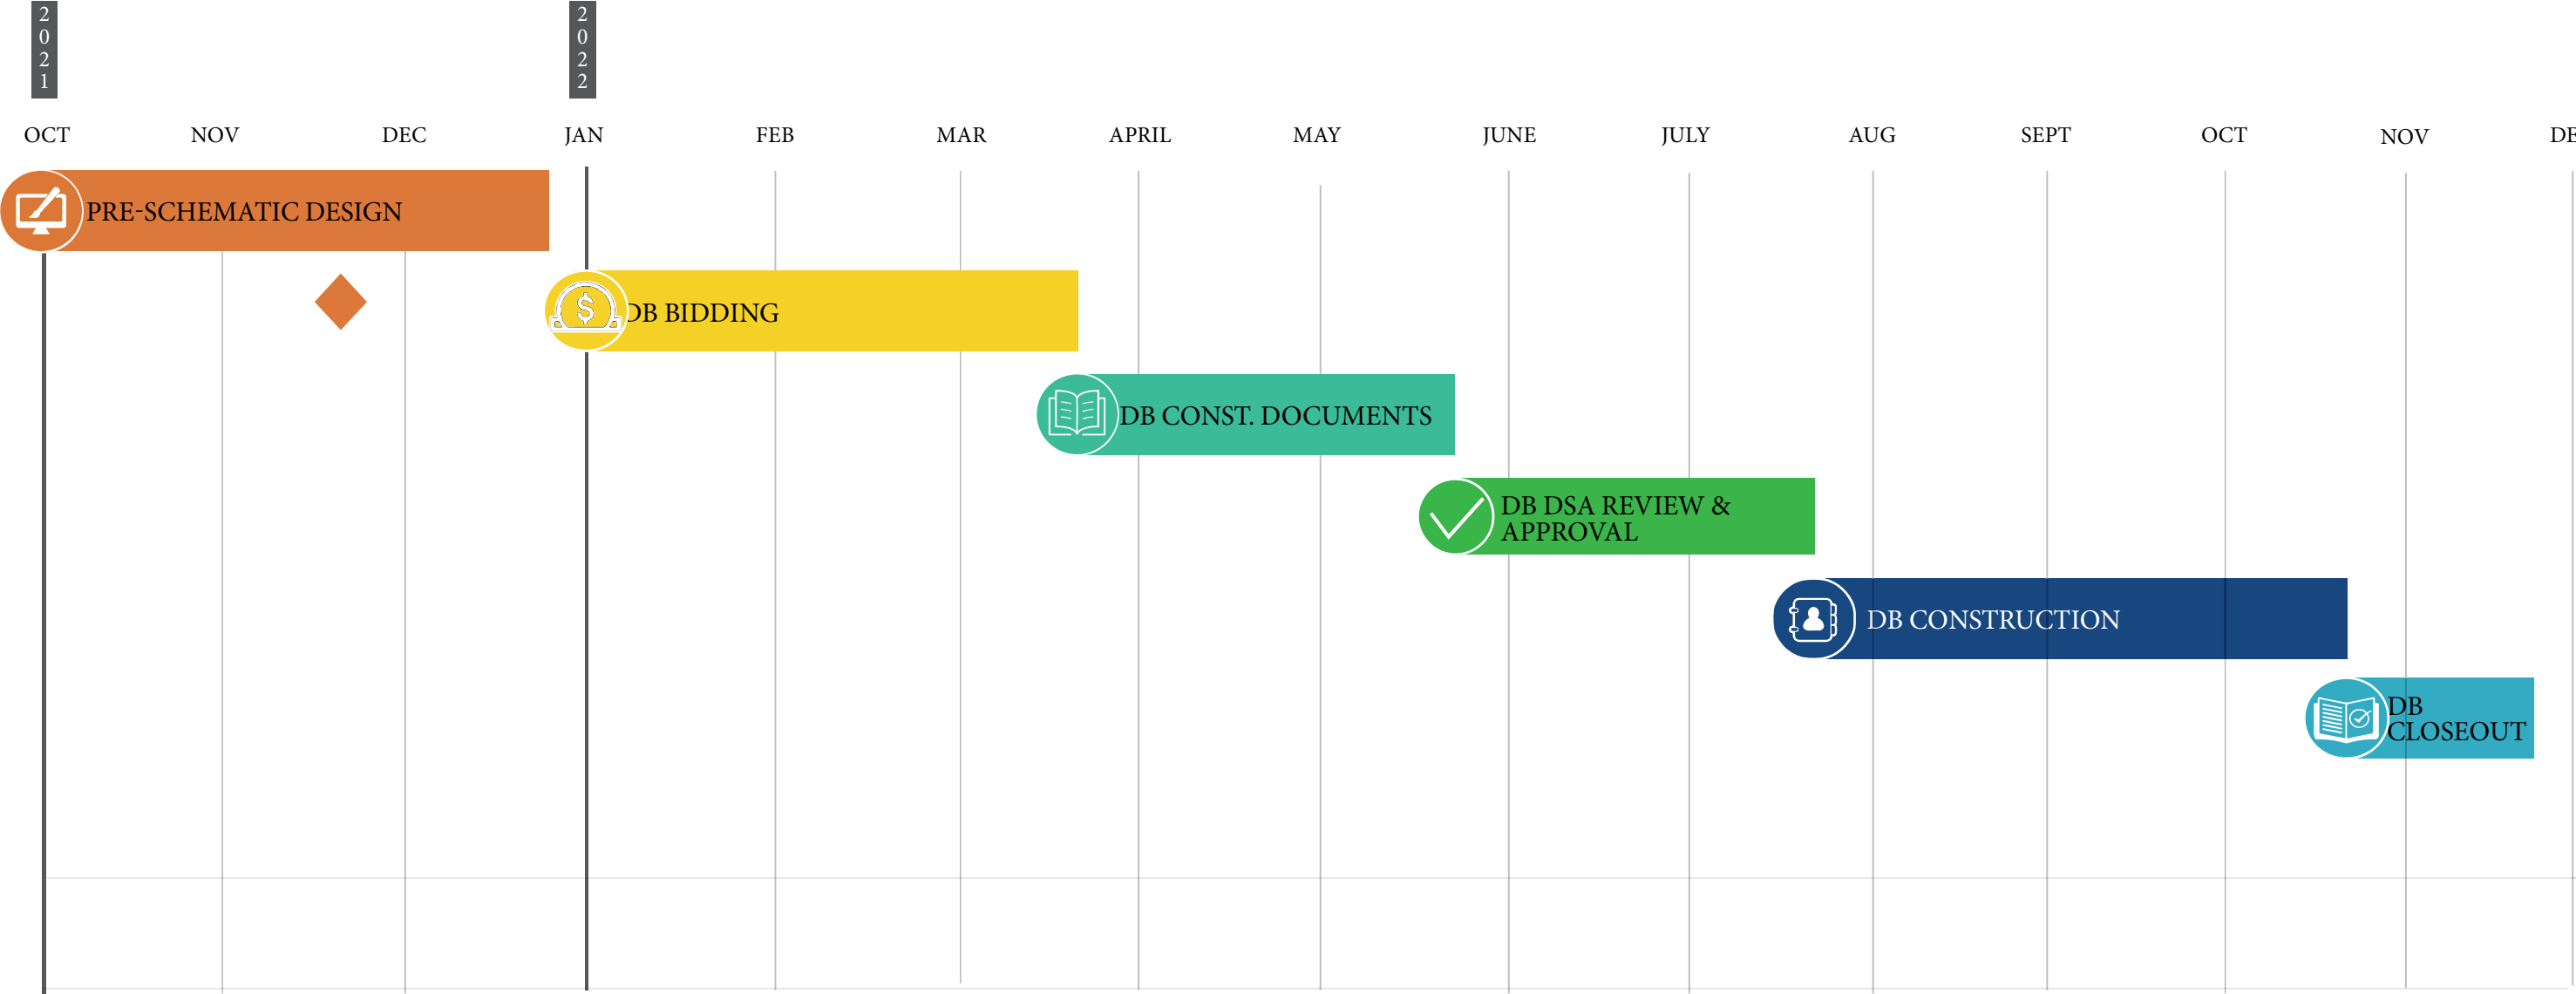 2021
2022
OCT NOV DEC JAN FEB MAR APRIL MAY JUNE JULY AUG SEPT OCT NOV DE
PRE-SCHEMATIC DESIGN
$
DB BIDDING
DB CONST. DOCUMENTS
DB DSA REVIEW &
APPROVAL
DB CONSTRUCTION
DB
CLOSEOUT